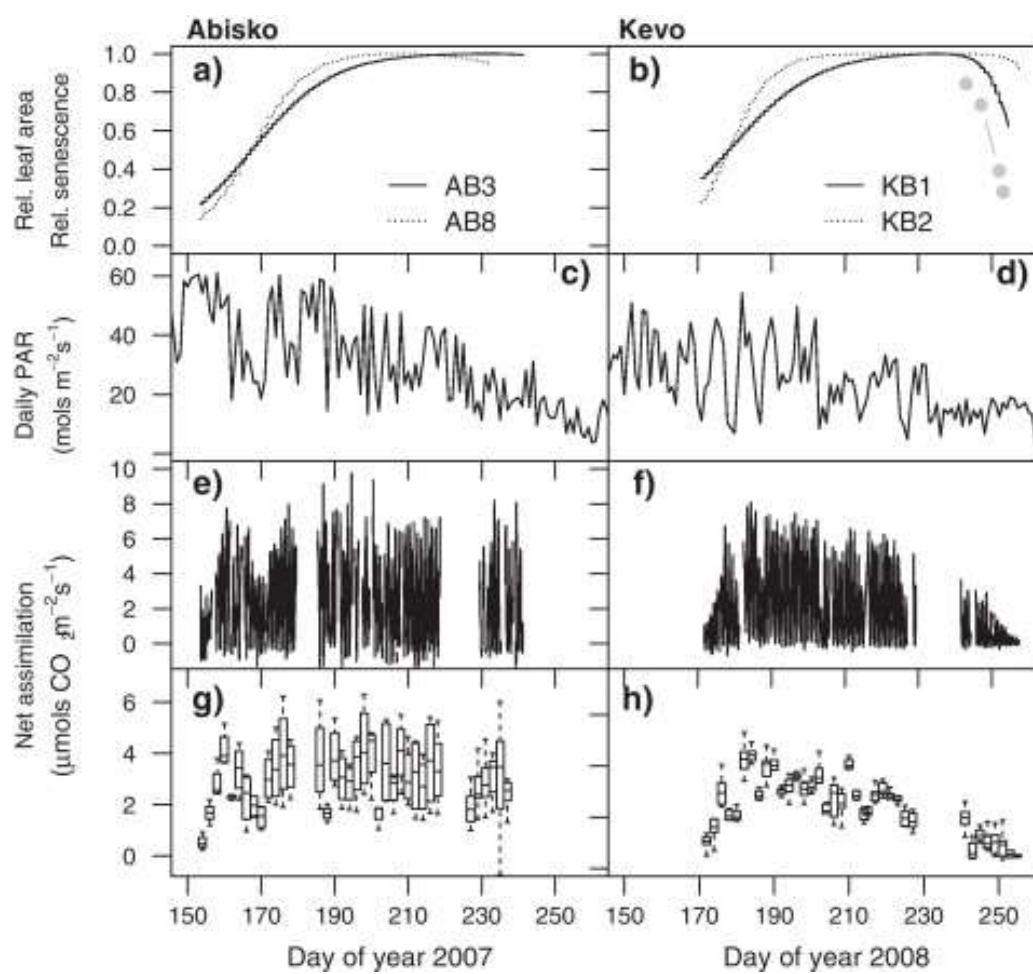 Abisko
Kevo
Rel. leaf area
Rel. senescence
1.0
0.8
0.6
0.4
0.2
0.0
a)
AB3
AB8
b)
KB1
KB2
Daily PAR
(mols m⁻²s⁻¹)
60
40
20
c)
d)
Net assimilation
(µmols CO ₂m⁻²s⁻¹)
10
8
6
4
2
0
e)
f)
6
4
2
0
g)
h)
150 170 190 210 230 250
150 170 190 210 230 250
Day of year 2007
Day of year 2008